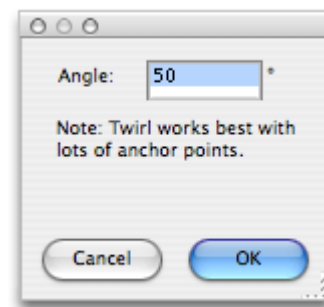 Angle: 50 °
Note: Twirl works best with
lots of anchor points.
Cancel OK